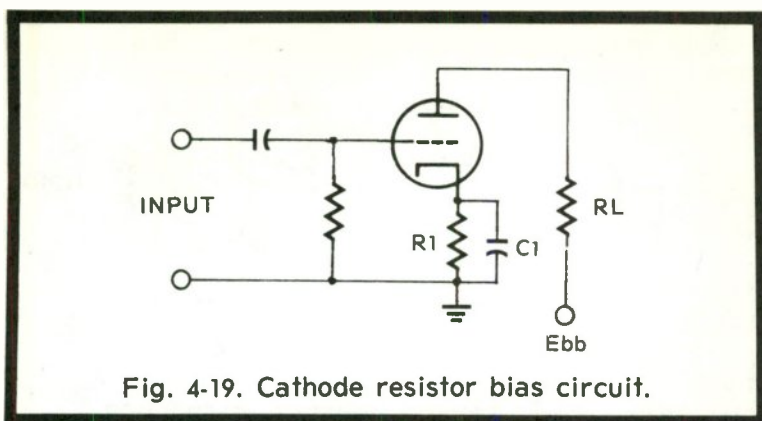 INPUT
R1
C1
RL
Ebb
Fig. 4-19. Cathode resistor bias circuit.